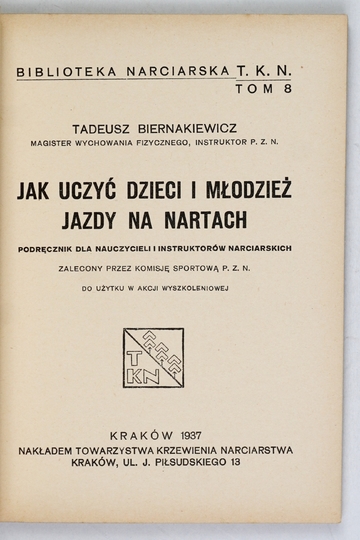 BIBLIOTEKA NARCIARSKA T. K. N.
TOM 8
TADEUSZ BIERNAKIEWICZ
MAGISTER WYCHOWANIA FIZYCZNEGO, INSTRUKTOR P. Z. N.
JAK UCZYĆ DZIECI I MŁODZIEŻ
JAZDY NA NARTACH
PODRĘCZNIK DLA NAUCZYCIELI I INSTRUKTORÓW NARCIARSKICH
ZALECONY PRZEZ KOMISJĘ SPORTOWĄ P. Z. N.
DO UŻYTKU W AKCJI WYSZKOLENIOWEJ
T
KN
KRAKÓW 1937
NAKŁADEM TOWARZYSTWA KRZEWIENIA NARCIARSTWA
KRAKÓW, UL. J. PIŁSUDSKIEGO 13